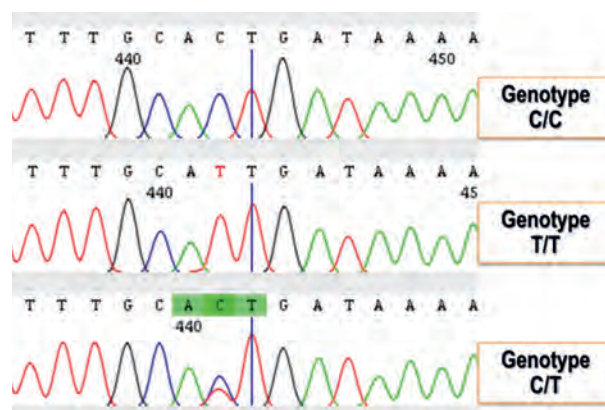 T T T G C A C T G A T A A A A
440 450
Genotype
C/C
T T T G C A T T G A T A A A A
440 45
Genotype
T/T
T T T G C A C T G A T A A A A
440
Genotype
C/T